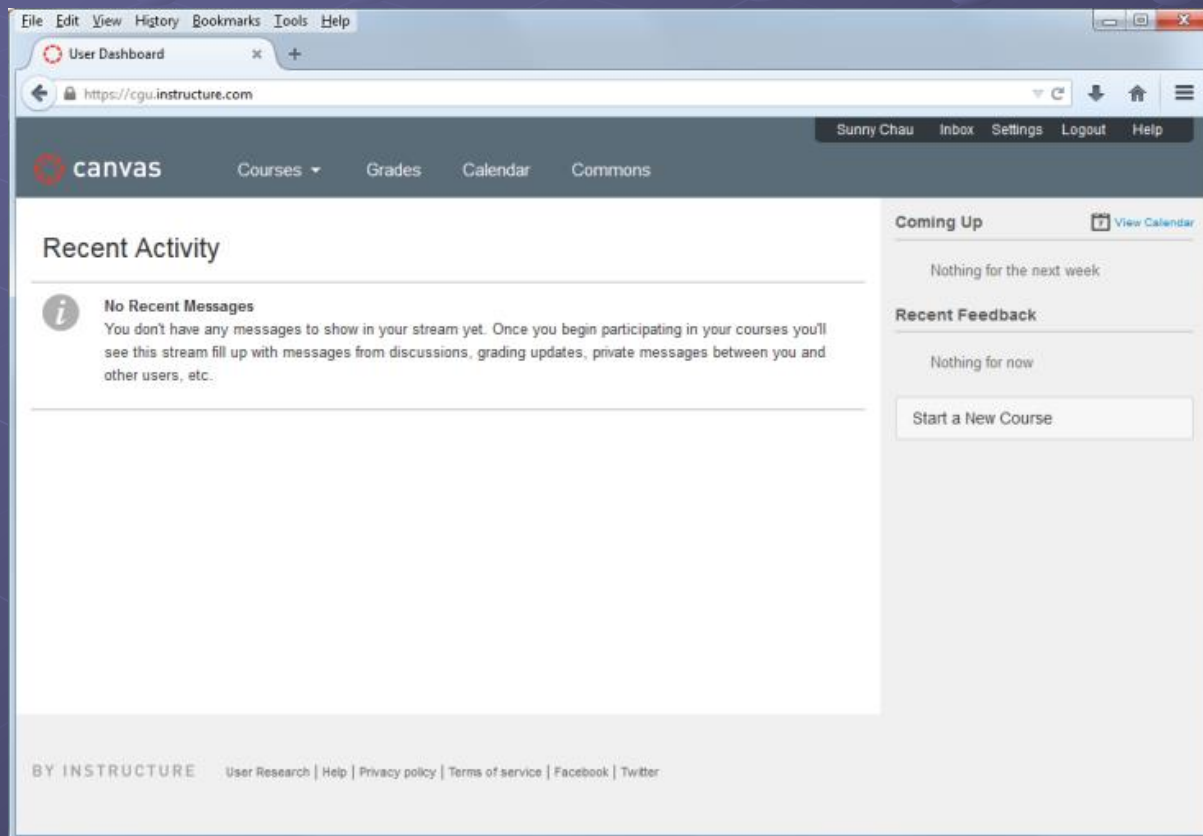 File Edit View History Bookmarks Tools Help
User Dashboard
https://cgu.instructure.com
Sunny Chau Inbox Settings Logout Help
canvas Courses Grades Calendar Commons
Recent Activity
No Recent Messages
You don't have any messages to show in your stream yet. Once you begin participating in your courses you'll
see this stream fill up with messages from discussions, grading updates, private messages between you and
other users, etc.
Coming Up View Calendar
Nothing for the next week
Recent Feedback
Nothing for now
Start a New Course
BY INSTRUCTURE User Research | Help | Privacy policy | Terms of service | Facebook | Twitter